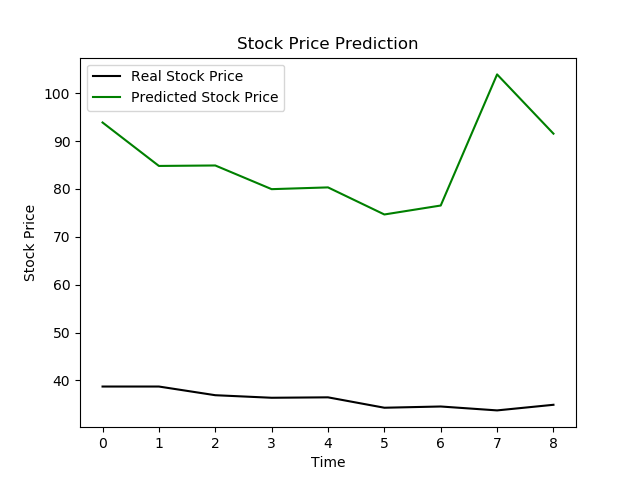 Stock Price Prediction
Real Stock Price
Predicted Stock Price
Stock Price
100
90
80
70
60
50
40
0 1 2 3 4 5 6 7 8
Time